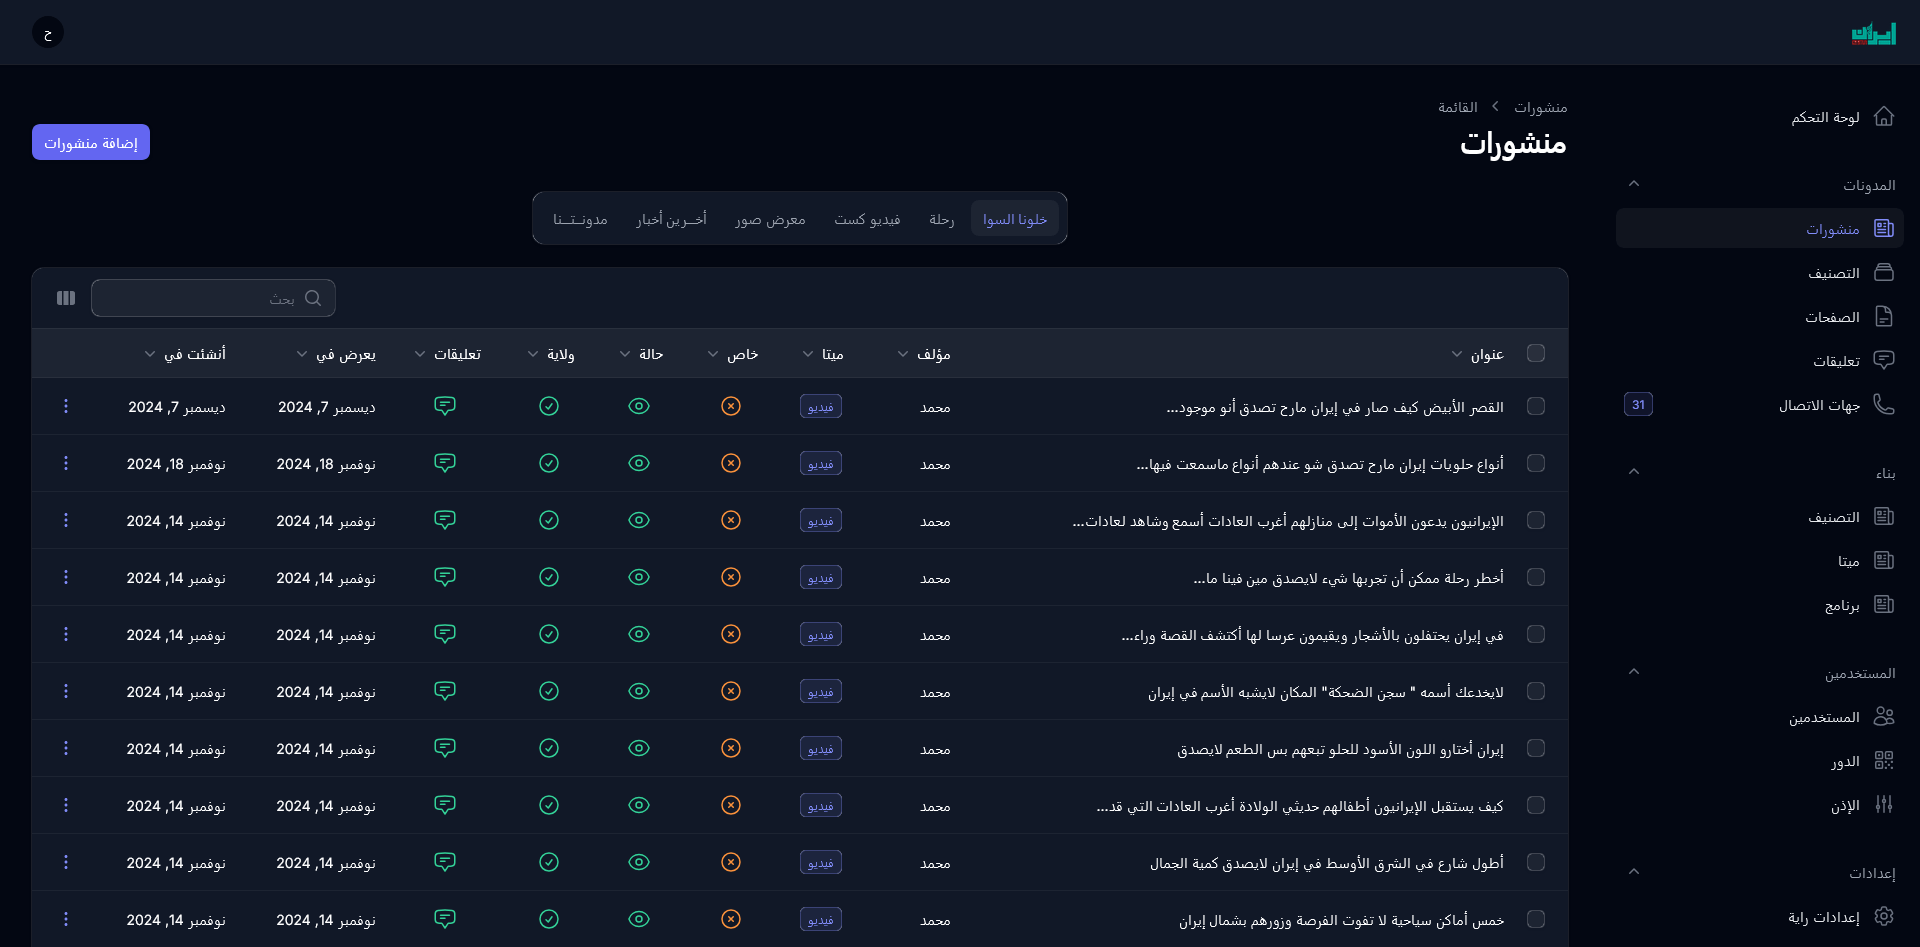 ايران
ح
لوحة التحكم
المدونات
منشورات
التصنيف
الصفحات
تعليقات
جهات الاتصال 31
بناء
التصنيف
ميتا
برنامج
المستخدمين
المستخدمين
الدور
الإذن
إعدادات
إعدادات راية
منشورات القائمة
منشورات
إضافة منشورات
خلونا السوا رحلة فيديو كست معرض صور أخــرين أخبار مدونــتــنا
بحث
عنوان مؤلف ميتا خاص حالة ولاية تعليقات يعرض في أنشئت في
القصر الأبيض كيف صار في إيران مارح تصدق أنو موجود... محمد فيديو ديسمبر 7, 2024 ديسمبر 7, 2024
أنواع حلويات إيران مارح تصدق شو عندهم أنواع ماسمعت فيها... محمد فيديو نوفمبر 18, 2024 نوفمبر 18, 2024
الإيرانيون يدعون الأموات إلى منازلهم أغرب العادات أسمع وشاهد لعادات... محمد فيديو نوفمبر 14, 2024 نوفمبر 14, 2024
أخطر رحلة ممكن أن تجربها شيء لايصدق مين فينا ما... محمد فيديو نوفمبر 14, 2024 نوفمبر 14, 2024
في إيران يحتفلون بالأشجار ويقيمون عرسا لها أكتشف القصة وراء... محمد فيديو نوفمبر 14, 2024 نوفمبر 14, 2024
لايخدعك أسمه " سجن الضحكة" المكان لايشبه الأسم في إيران محمد فيديو نوفمبر 14, 2024 نوفمبر 14, 2024
إيران أختارو اللون الأسود للحلو تبعهم بس الطعم لايصدق محمد فيديو نوفمبر 14, 2024 نوفمبر 14, 2024
كيف يستقبل الإيرانيون أطفالهم حديثي الولادة أغرب العادات التي قد... محمد فيديو نوفمبر 14, 2024 نوفمبر 14, 2024
أطول شارع في الشرق الأوسط في إيران لايصدق كمية الجمال محمد فيديو نوفمبر 14, 2024 نوفمبر 14, 2024
خمس أماكن سياحية لا تفوت الفرصة وزورهم بشمال إيران محمد فيديو نوفمبر 14, 2024 نوفمبر 14, 2024